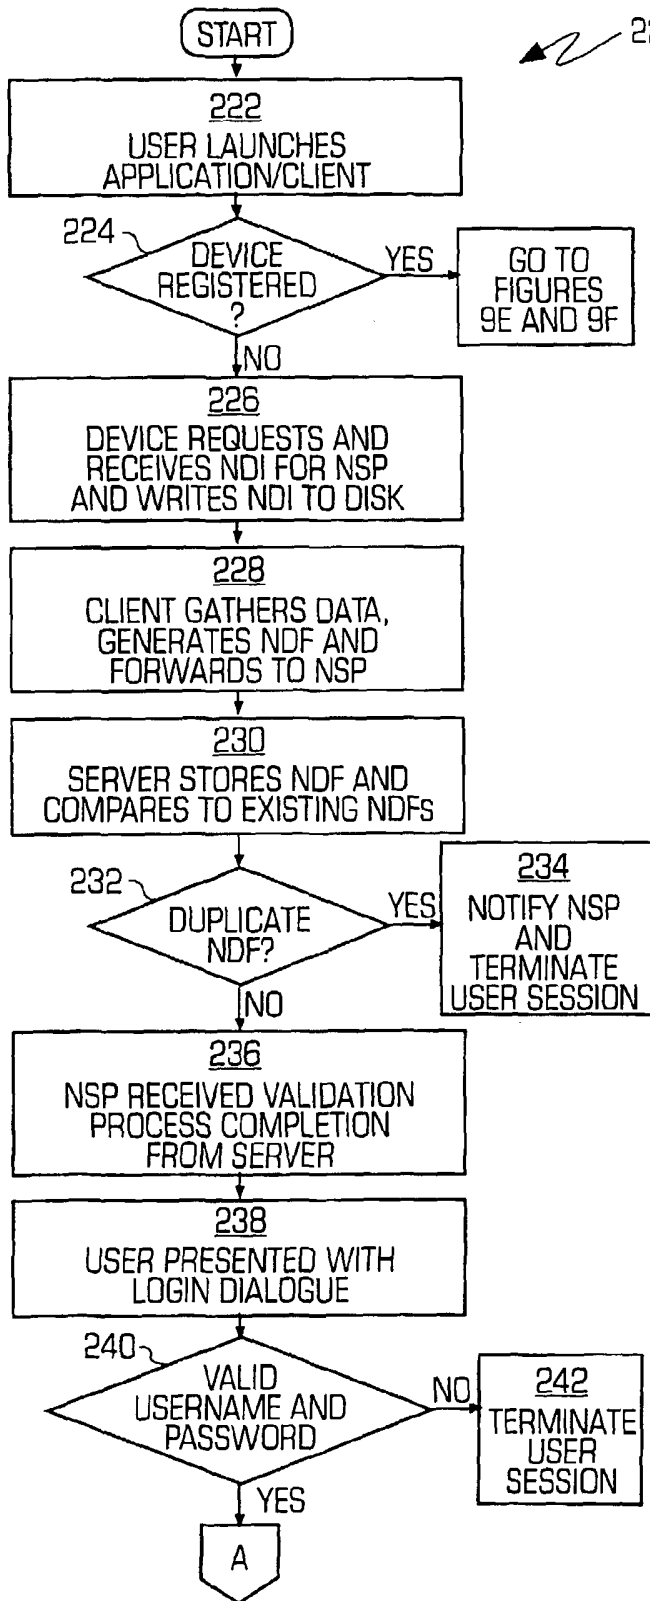 START
222
USER LAUNCHES
APPLICATION/CLIENT
224
DEVICE
REGISTERED
?
YES
GO TO
FIGURES
9E AND 9F
NO
226
DEVICE REQUESTS AND
RECEIVES NDI FOR NSP
AND WRITES NDI TO DISK
228
CLIENT GATHERS DATA,
GENERATES NDF AND
FORWARDS TO NSP
230
SERVER STORES NDF AND
COMPARES TO EXISTING NDFs
232
DUPLICATE
NDF?
YES
234
NOTIFY NSP
AND
TERMINATE
USER SESSION
NO
236
NSP RECEIVED VALIDATION
PROCESS COMPLETION
FROM SERVER
238
USER PRESENTED WITH
LOGIN DIALOGUE
240
VALID
USERNAME AND
PASSWORD
NO
242
TERMINATE
USER
SESSION
YES
A